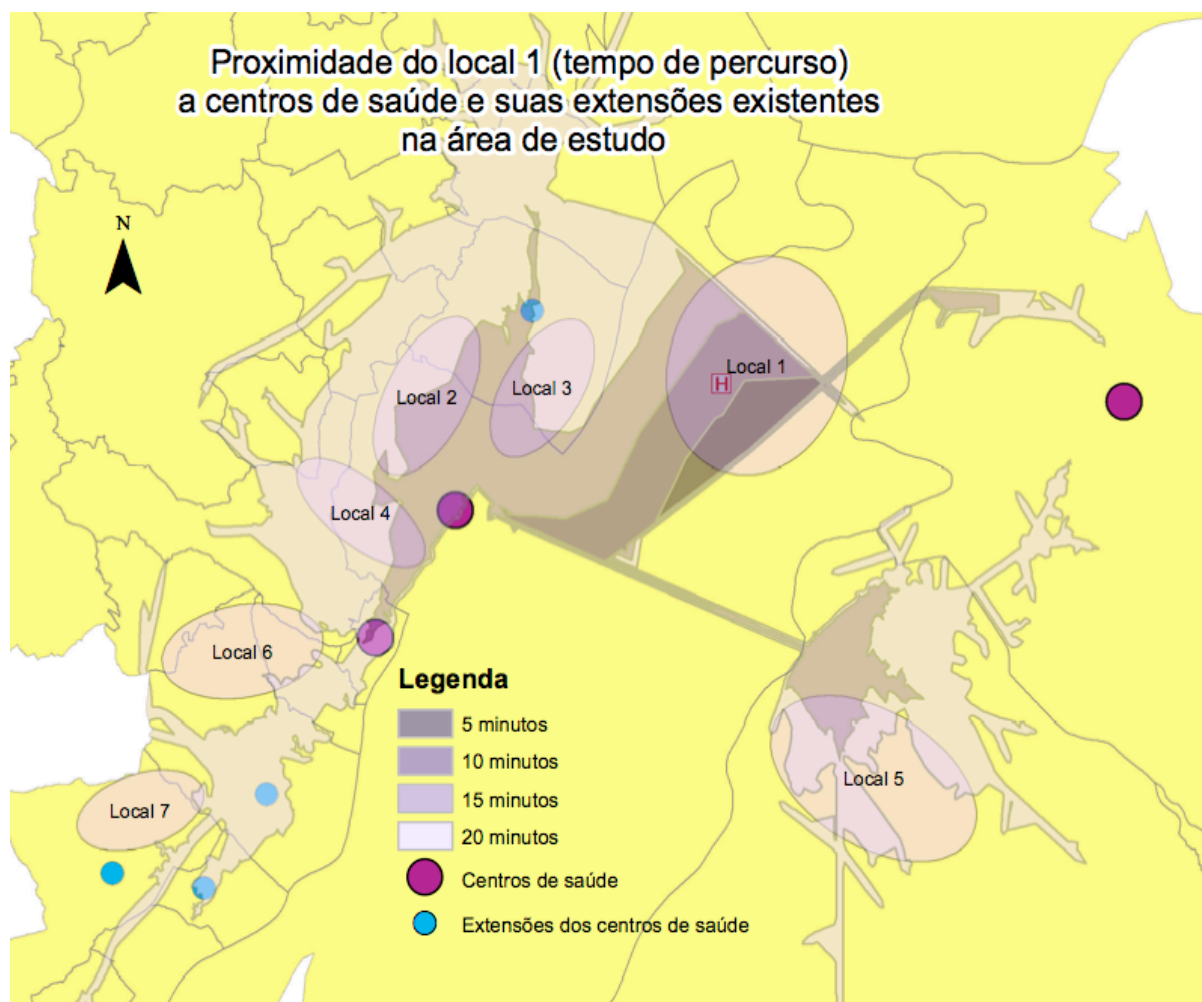 Proximidade do local 1 (tempo de percurso)
a centros de saúde e suas extensões existentes
na área de estudo
N
Local 1
H
Local 2
Local 3
Local 4
Local 6
Local 5
Local 7
Legenda
5 minutos
10 minutos
15 minutos
20 minutos
Centros de saúde
Extensões dos centros de saúde